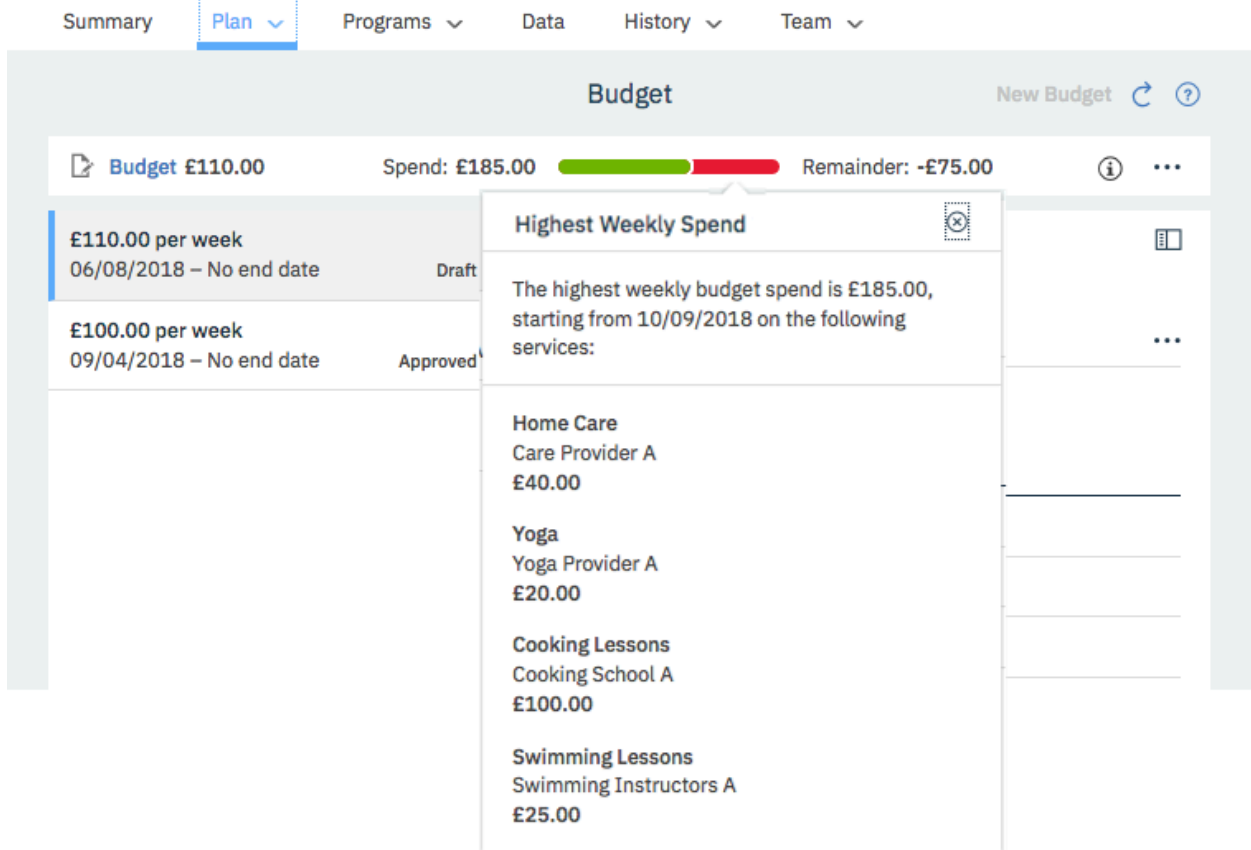 Summary
Plan
Programs
Data
History
Team
Budget
New Budget
Budget £110.00
Spend: £185.00
Remainder: -£75.00
£110.00 per week
06/08/2018 – No end date
Draft
£100.00 per week
09/04/2018 – No end date
Approved
Highest Weekly Spend
The highest weekly budget spend is £185.00,
starting from 10/09/2018 on the following
services:
Home Care
Care Provider A
£40.00
Yoga
Yoga Provider A
£20.00
Cooking Lessons
Cooking School A
£100.00
Swimming Lessons
Swimming Instructors A
£25.00